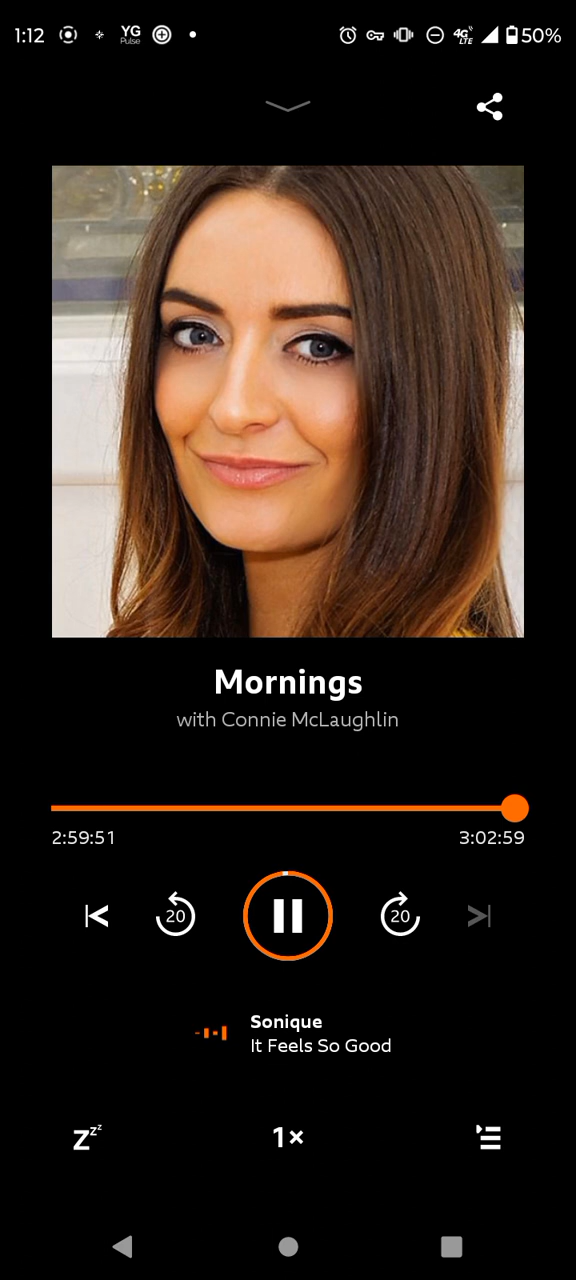 1:12 YG 4G 50%
Pulse LTE
Mornings
with Connie McLaughlin
2:59:51 3:02:59
20 20
Sonique
It Feels So Good
Zzz 1×